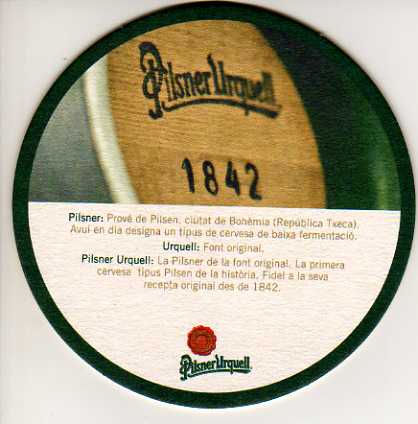 Pilsner Urquell
1842
Pilsner: Prové de Pilsen, ciutat de Bohèmia (República Txeca).
Avui en dia designa un tipus de cervesa de baixa fermentació.
Urquell: Font original.
Pilsner Urquell: La Pilsner de la font original. La primera
cervesa tipus Pilsen de la història. Fidel a la seva
recepta original des de 1842.
Pilsner Urquell